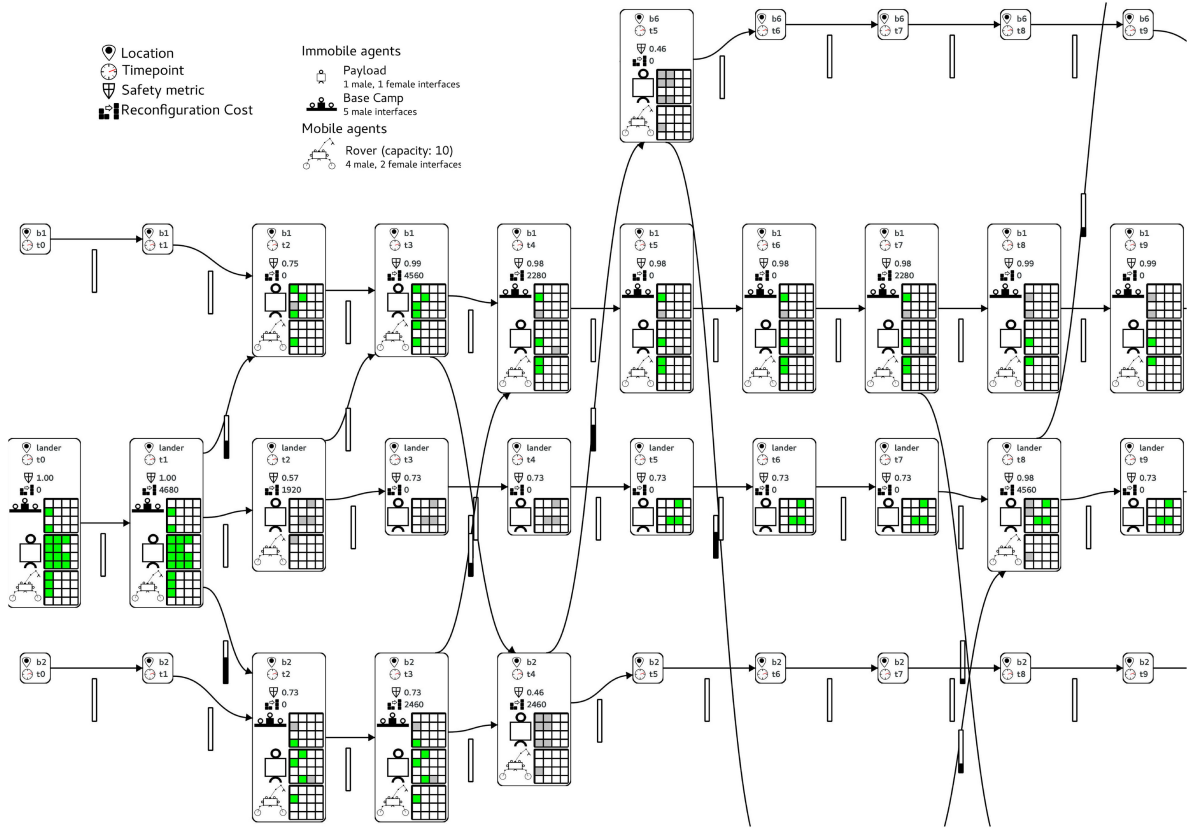 Location
Timepoint
Safety metric
Reconfiguration Cost
Immobile agents
Payload
1 male, 1 female interfaces
Base Camp
5 male interfaces
Mobile agents
Rover (capacity: 10)
4 male, 2 female interfaces
b6
t5
0.46
0
b6
t6
b6
t7
b6
t8
b6
t9
b1
t0
b1
t1
b1
t2
0.75
0
b1
t3
0.99
4560
b1
t4
0.98
2280
b1
t5
0.98
0
b1
t6
0.98
0
b1
t7
0.98
2280
b1
t8
0.99
0
b1
t9
0.99
0
lander
t0
1.00
0
lander
t1
1.00
4680
lander
t2
0.57
1920
lander
t3
0.73
0
lander
t4
0.73
0
lander
t5
0.73
0
lander
t6
0.73
0
lander
t7
0.73
0
lander
t8
0.98
4560
lander
t9
0.73
0
b2
t0
b2
t1
b2
t2
0.73
0
b2
t3
0.73
2460
b2
t4
0.46
2460
b2
t5
b2
t6
b2
t7
b2
t8
b2
t9